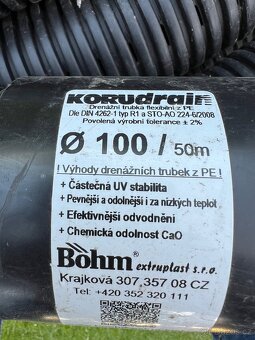 KORUdrain
Drenážní trubka flexibilní z PE
Dle DIN 4262-1 typ R1 a STO-AO 224-6/2008
Povolená výrobní tolerance ± 2%
Ø 100 / 50m
! Výhody drenážních trubek z PE !
+ Částečná UV stabilita
+ Pevnější a odolnější i za nízkých teplot
+ Efektivnější odvodnění
+ Chemická odolnost CaO
Böhm® extruplast s.r.o.
Krajková 307,357 08 CZ
Tel: +420 352 320 111